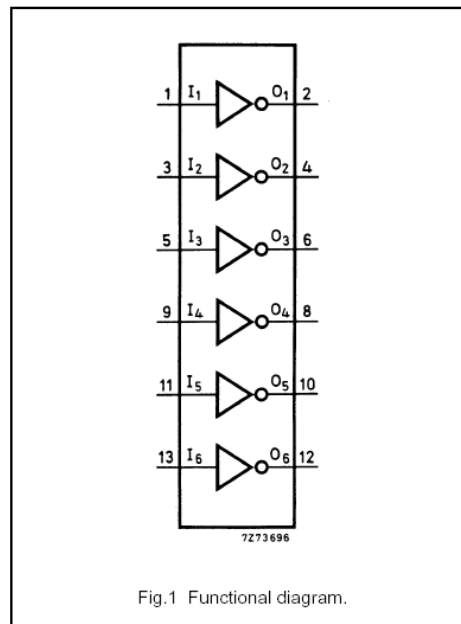 1 I1 O1 2
3 I2 O2 4
5 I3 O3 6
9 I4 O4 8
11 I5 O5 10
13 I6 O6 12
7Z73696
Fig.1 Functional diagram.